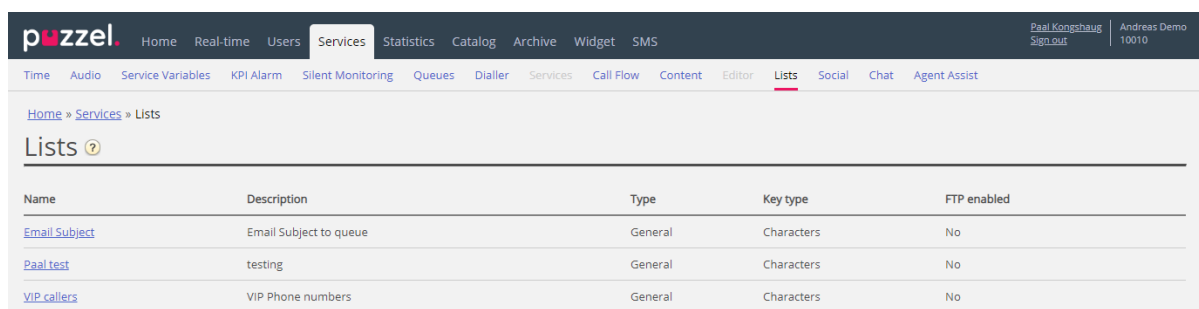 puzzel. Home Real-time Users Services Statistics Catalog Archive Widget SMS
Paal Kongshaug Andreas Demo
Sign out 10010
Time Audio Service Variables KPI Alarm Silent Monitoring Queues Dialler Services Call Flow Content Editor Lists Social Chat Agent Assist
Home » Services » Lists
Lists ?
Name Description Type Key type FTP enabled
Email Subject Email Subject to queue General Characters No
Paal test testing General Characters No
VIP callers VIP Phone numbers General Characters No